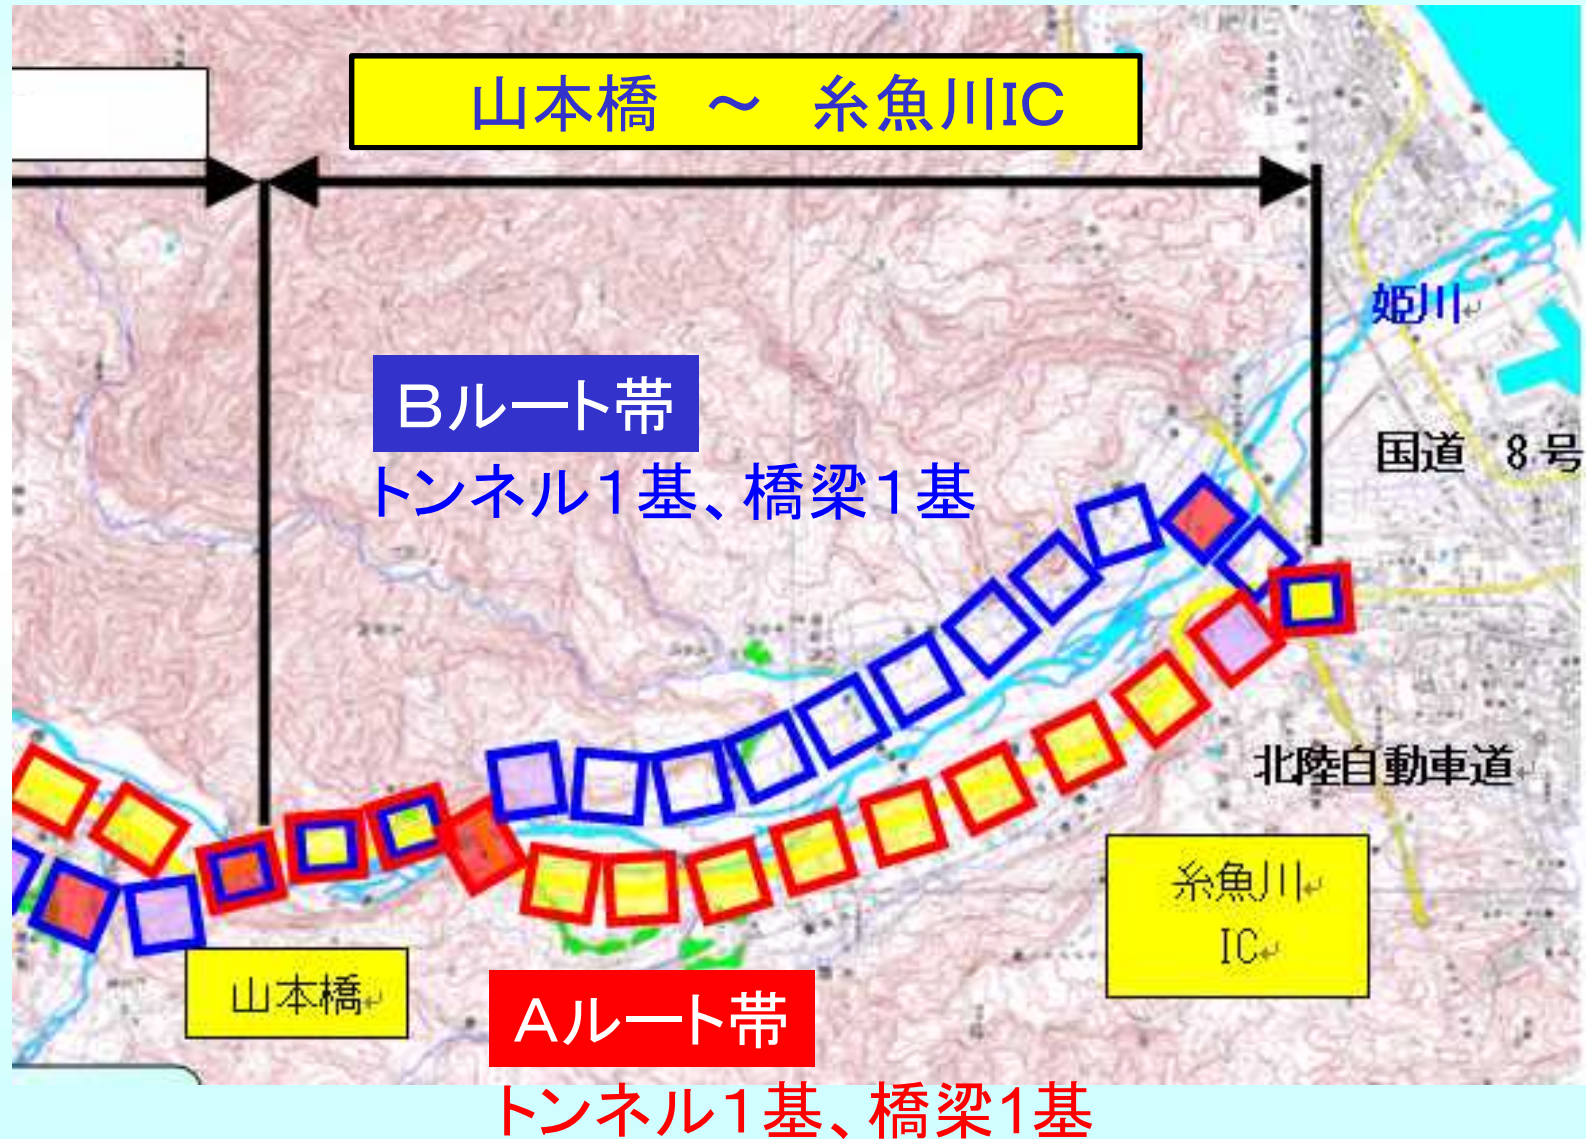 山本橋 ～ 糸魚川IC
姫川
Bルート帯
トンネル1基、橋梁1基
国道 8号
北陸自動車道
糸魚川
IC
山本橋
Aルート帯
トンネル1基、橋梁1基